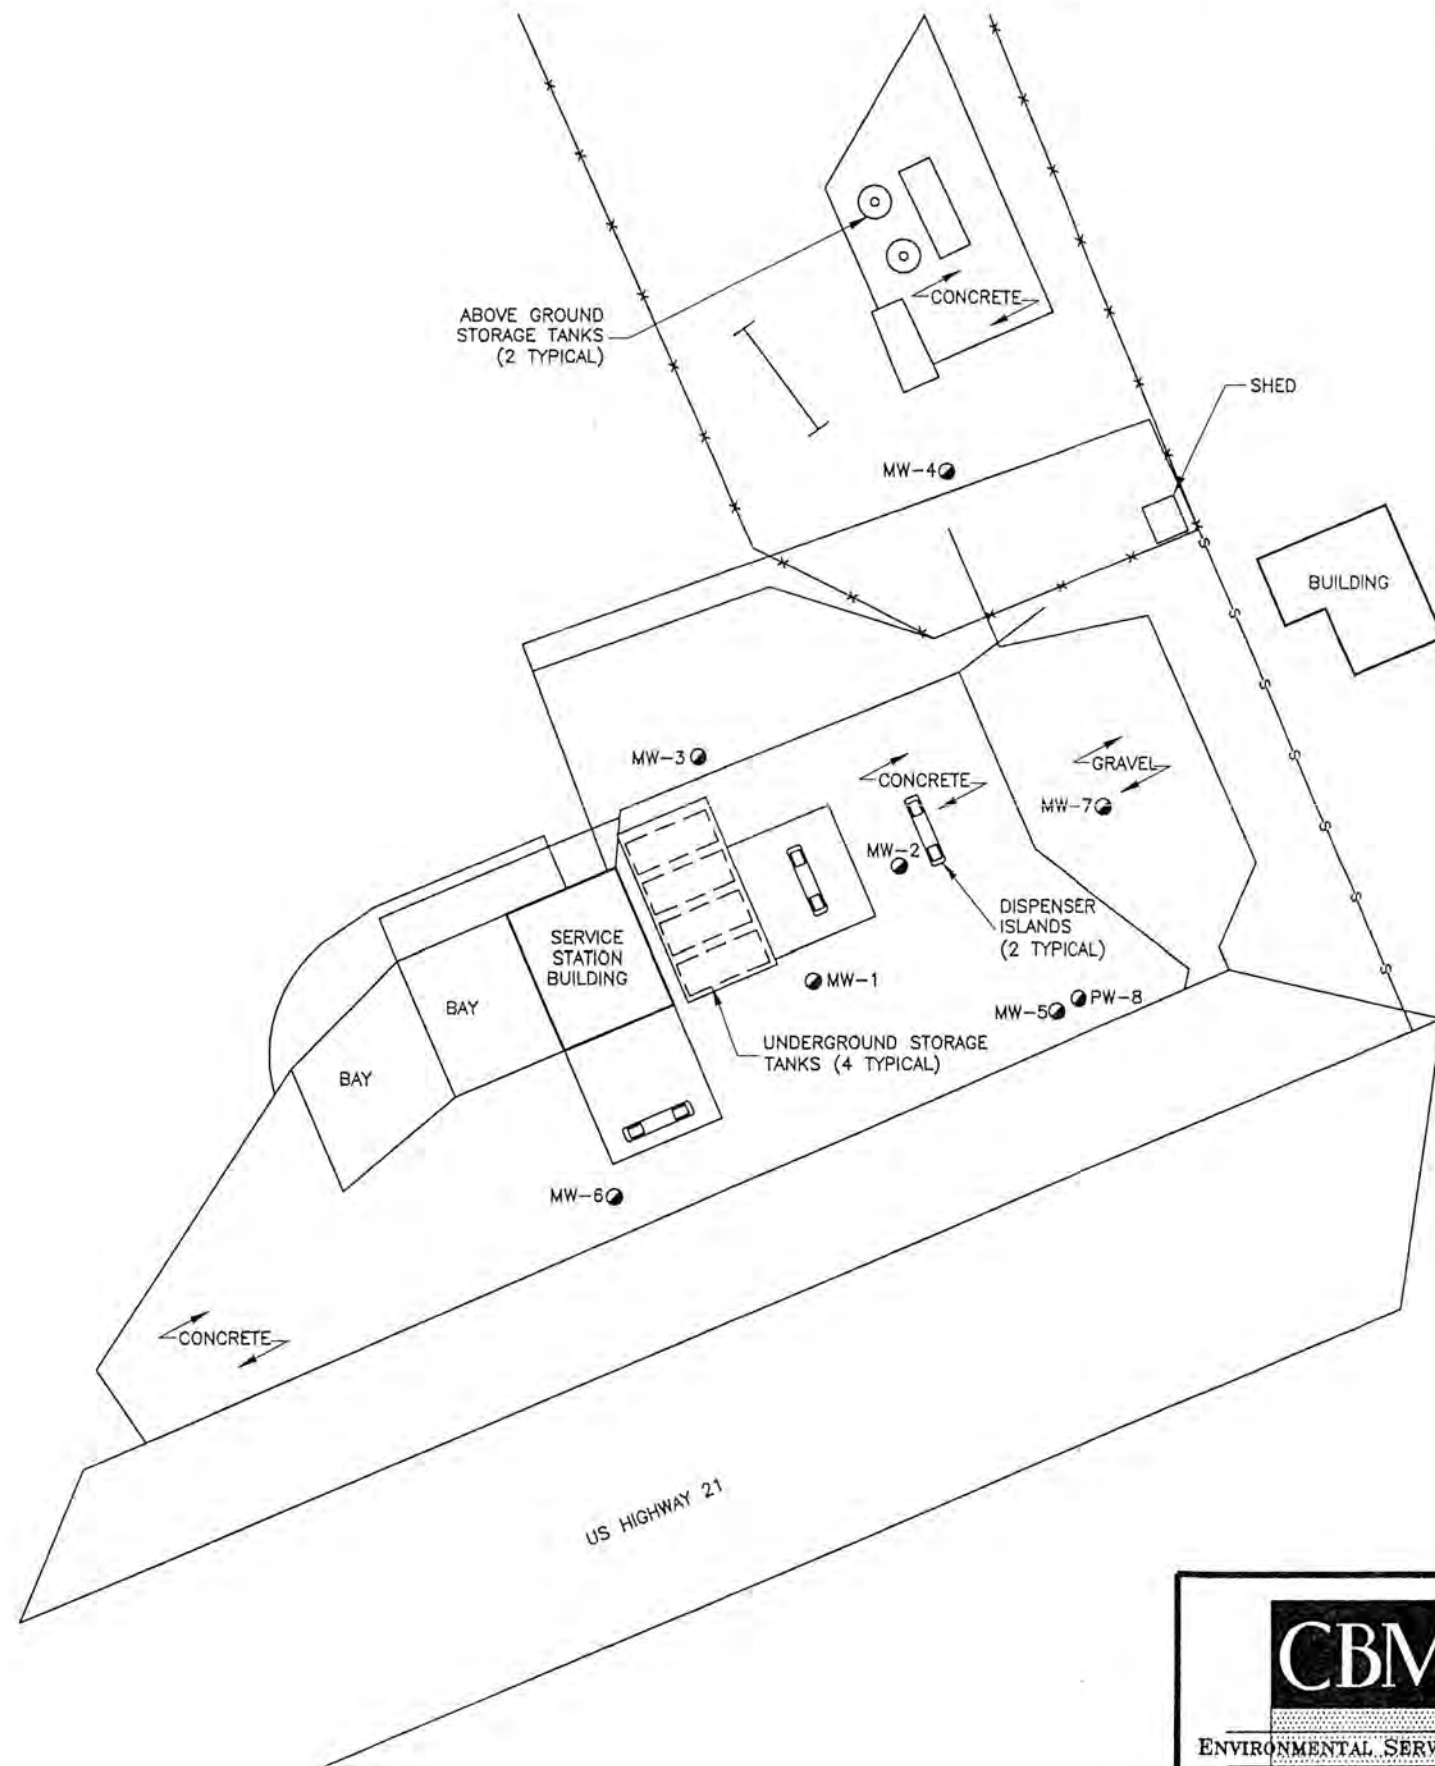 ABOVE GROUND
STORAGE TANKS
(2 TYPICAL)
CONCRETE
SHED
MW-4
BUILDING
MW-3
CONCRETE
GRAVEL
MW-7
MW-2
DISPENSER
ISLANDS
(2 TYPICAL)
SERVICE
STATION
BUILDING
BAY
MW-1
PW-8
MW-5
UNDERGROUND STORAGE
TANKS (4 TYPICAL)
BAY
MW-6
CONCRETE
US HIGHWAY 21
S
S
S
S
S
S
S
CBM
ENVIRONMENTAL SERV